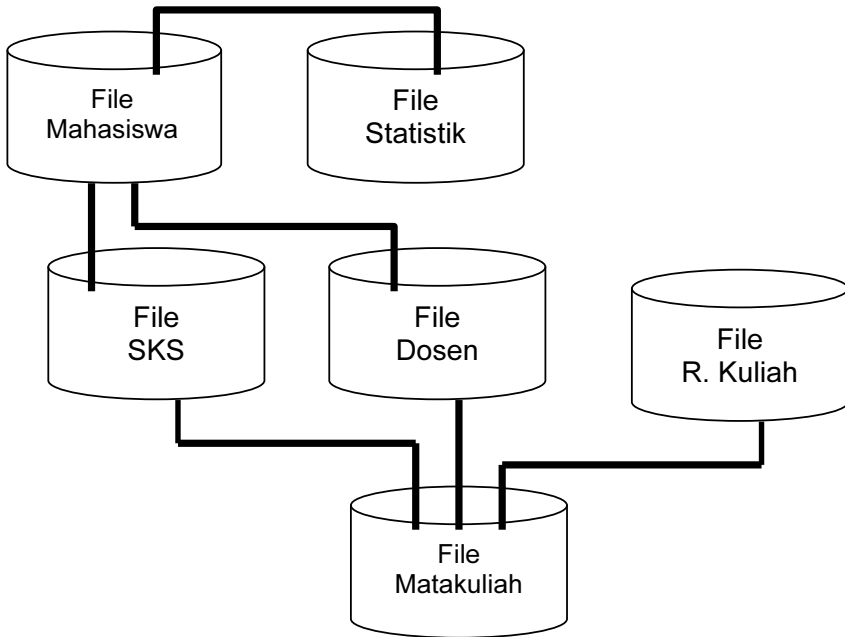 File
Mahasiswa
File
Statistik
File
SKS
File
Dosen
File
R. Kuliah
File
Matakuliah